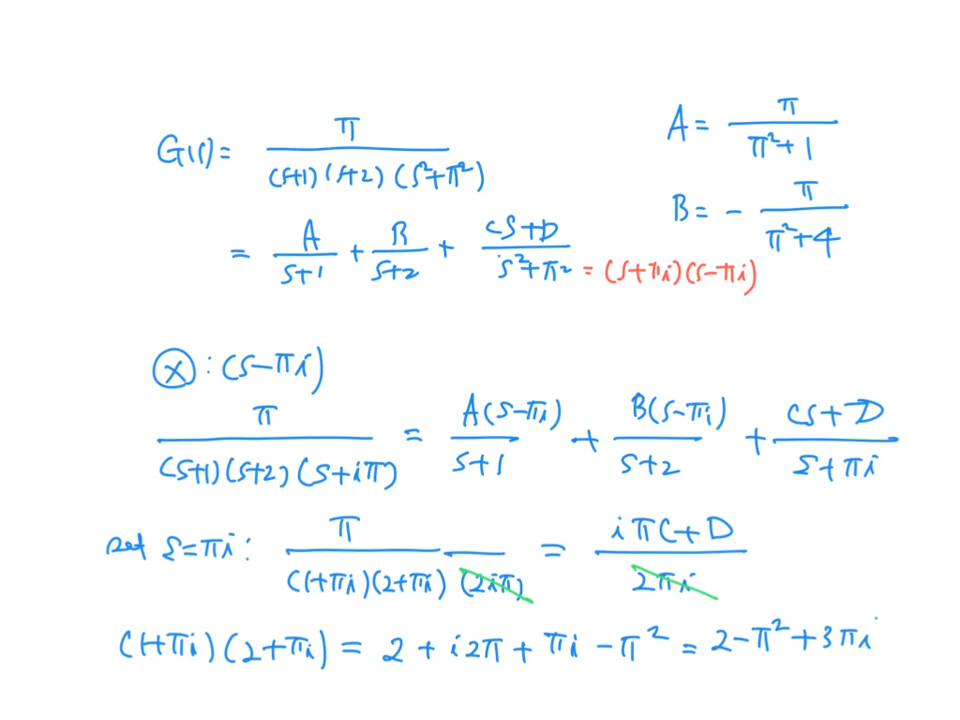 G(s) = π / (s+1)(s+2)(s²+π²)
A = π / π²+1
= A / s+1 + B / s+2 + Cs+D / s²+π² = (s+πi)(s-πi)
B = - π / π²+4
ⓧ : (s-πi)
π / (s+1)(s+2)(s+iπ) = A(s-πi) / s+1 + B(s-πi) / s+2 + Cs+D / s+πi
set s=πi : π / (1+πi)(2+πi) (2iπ) = iπC+D / 2πi
(1+πi)(2+πi) = 2 + i2π + πi - π² = 2-π²+3πi